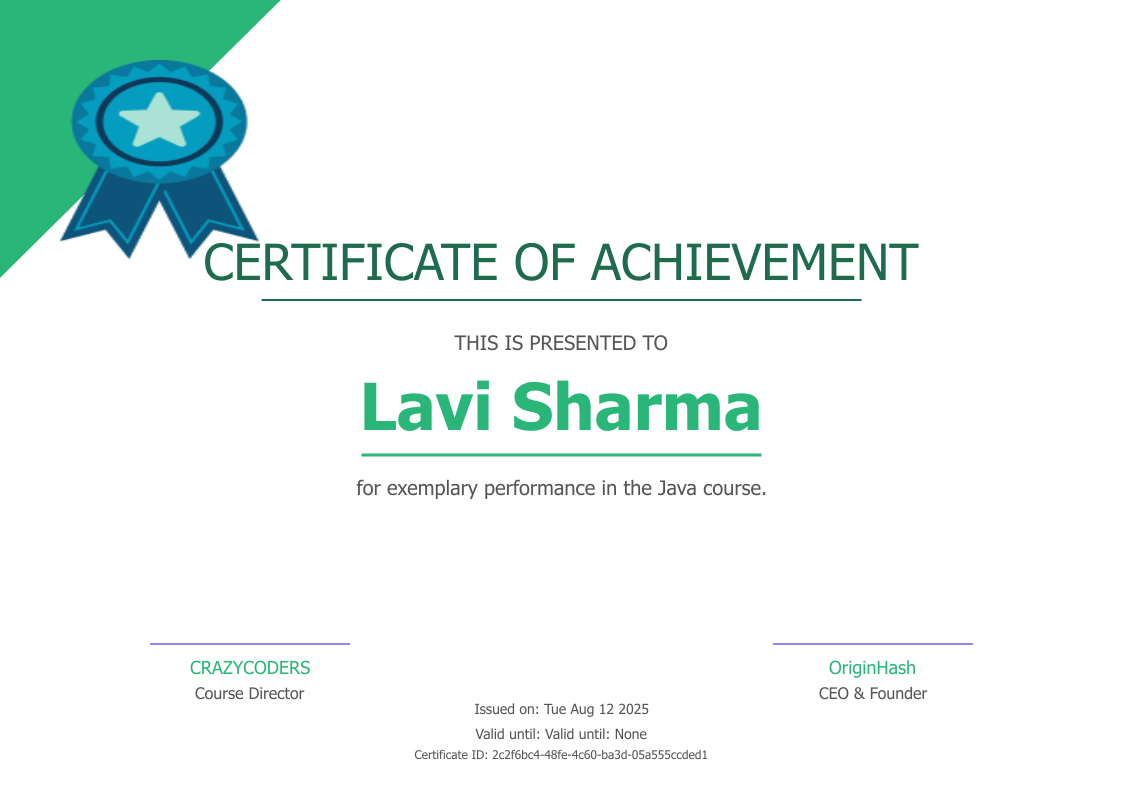 CERTIFICATE OF ACHIEVEMENT
THIS IS PRESENTED TO
Lavi Sharma
for exemplary performance in the Java course.
CRAZYCODERS
Course Director
OriginHash
CEO & Founder
Issued on: Tue Aug 12 2025
Valid until: Valid until: None
Certificate ID: 2c2f6bc4-48fe-4c60-ba3d-05a555ccded1